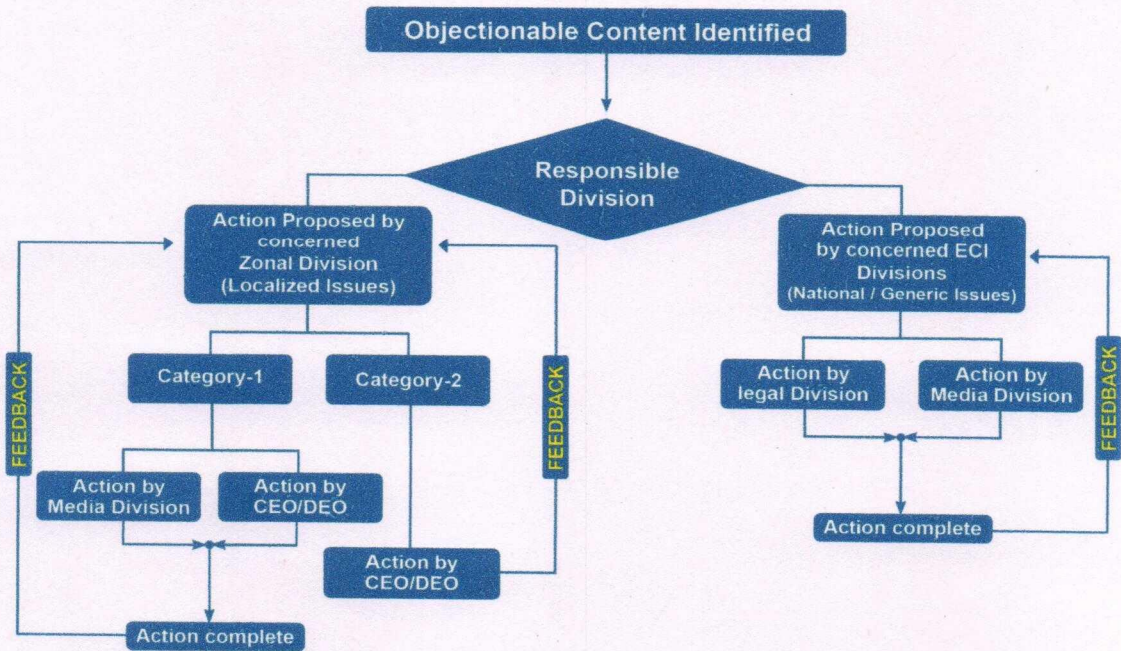 Objectionable Content Identified
Responsible
Division
Action Proposed by
concerned
Zonal Division
(Localized Issues)
Action Proposed
by concerned ECI
Divisions
(National / Generic Issues)
Category-1
Category-2
Action by
legal Division
Action by
Media Division
FEEDBACK
FEEDBACK
FEEDBACK
Action by
Media Division
Action by
CEO/DEO
Action by
CEO/DEO
Action complete
Action complete